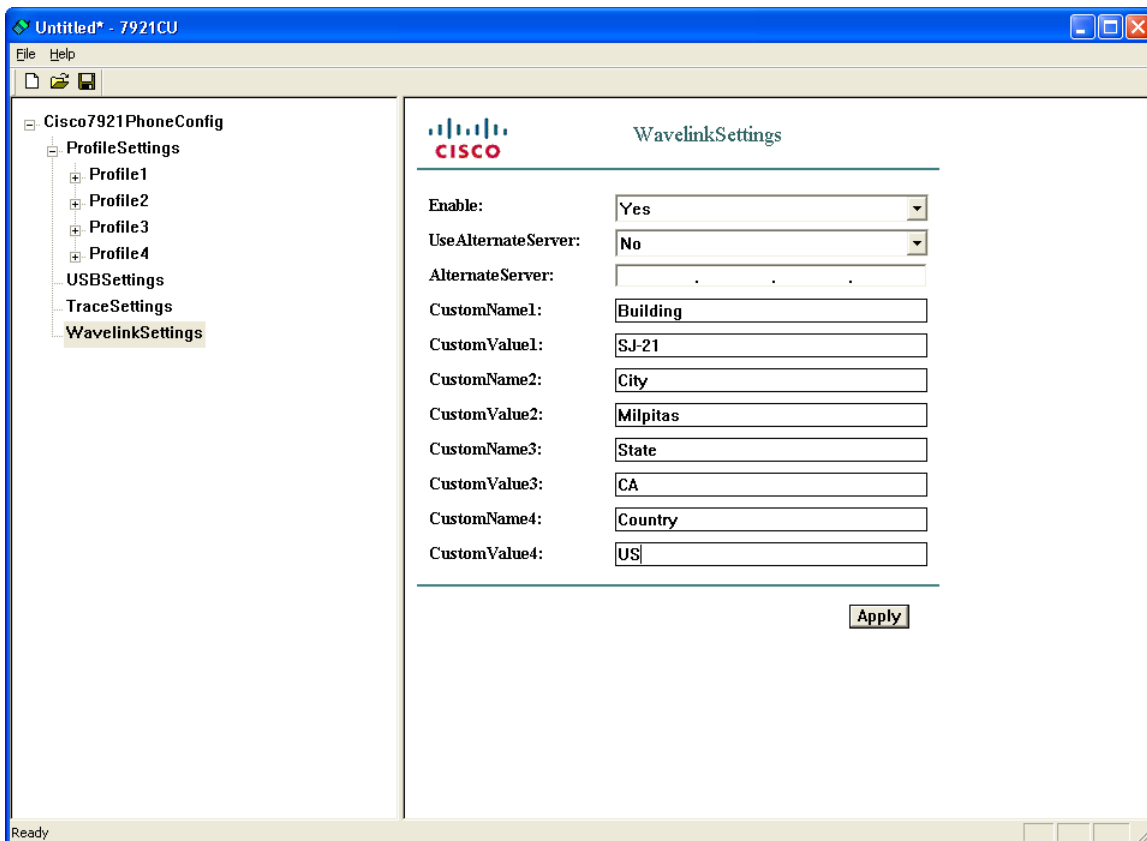 Untitled* - 7921CU
File Help
Cisco7921PhoneConfig
ProfileSettings
Profile1
Profile2
Profile3
Profile4
USBSettings
TraceSettings
WavelinkSettings
CISCO
WavelinkSettings
Enable: Yes
UseAlternateServer: No
AlternateServer: . . .
CustomName1: Building
CustomValue1: SJ-21
CustomName2: City
CustomValue2: Milpitas
CustomName3: State
CustomValue3: CA
CustomName4: Country
CustomValue4: US
Apply
Ready